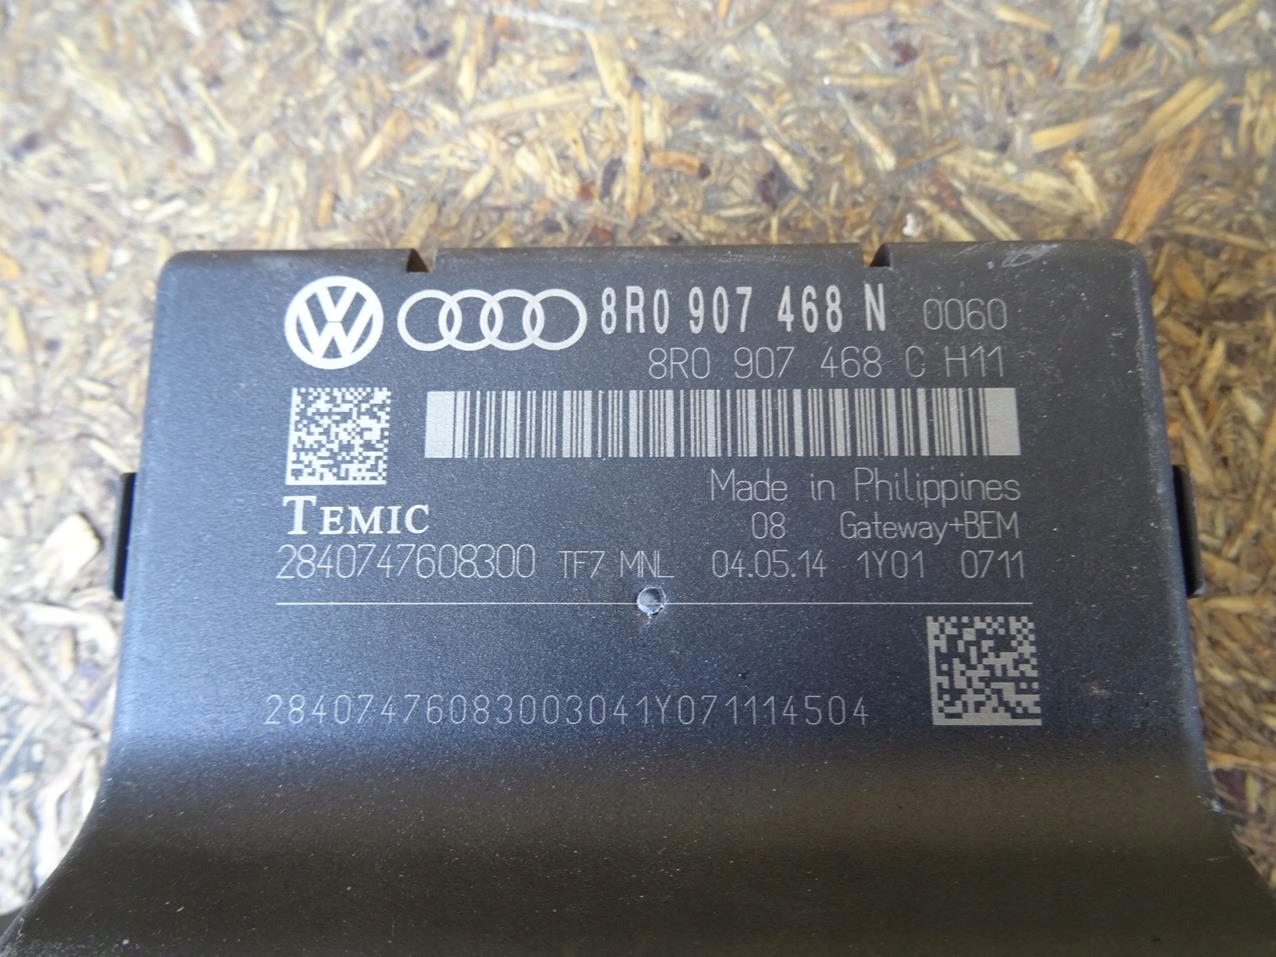 8R0 907 468 N 0060
8R0 907 468 C H11
Made in Philippines
TEMIC 08 Gateway+BEM
2840747608300 TF7 MNL 04.05.14 1Y01 0711
28407476083003041Y071114504